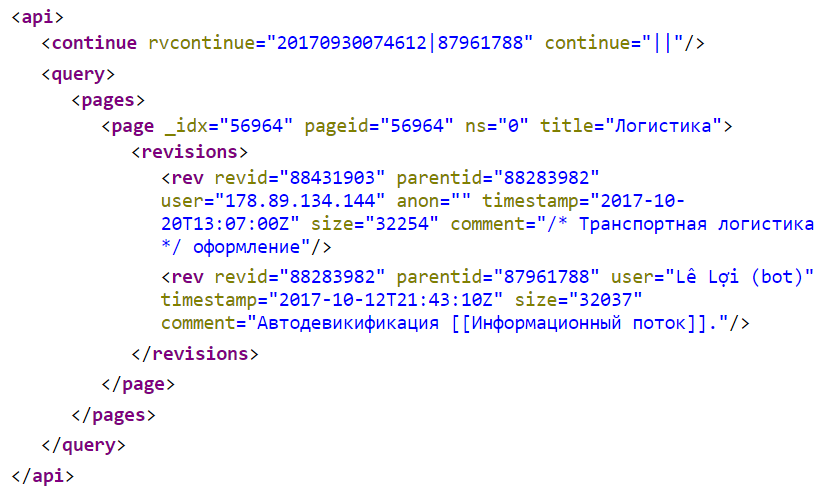 <api>
<continue rvcontinue="20170930074612|87961788" continue="||"/>
<query>
<pages>
<page _idx="56964" pageid="56964" ns="0" title="Логистика">
<revisions>
<rev revid="88431903" parentid="88283982"
user="178.89.134.144" anon="" timestamp="2017-10-
20T13:07:00Z" size="32254" comment="/* Транспортная логистика
*/ оформление"/>
<rev revid="88283982" parentid="87961788" user="Lê Lợi (bot)"
timestamp="2017-10-12T21:43:10Z" size="32037"
comment="Автодевикификация [[Информационный поток]]."/>
</revisions>
</page>
</pages>
</query>
</api>